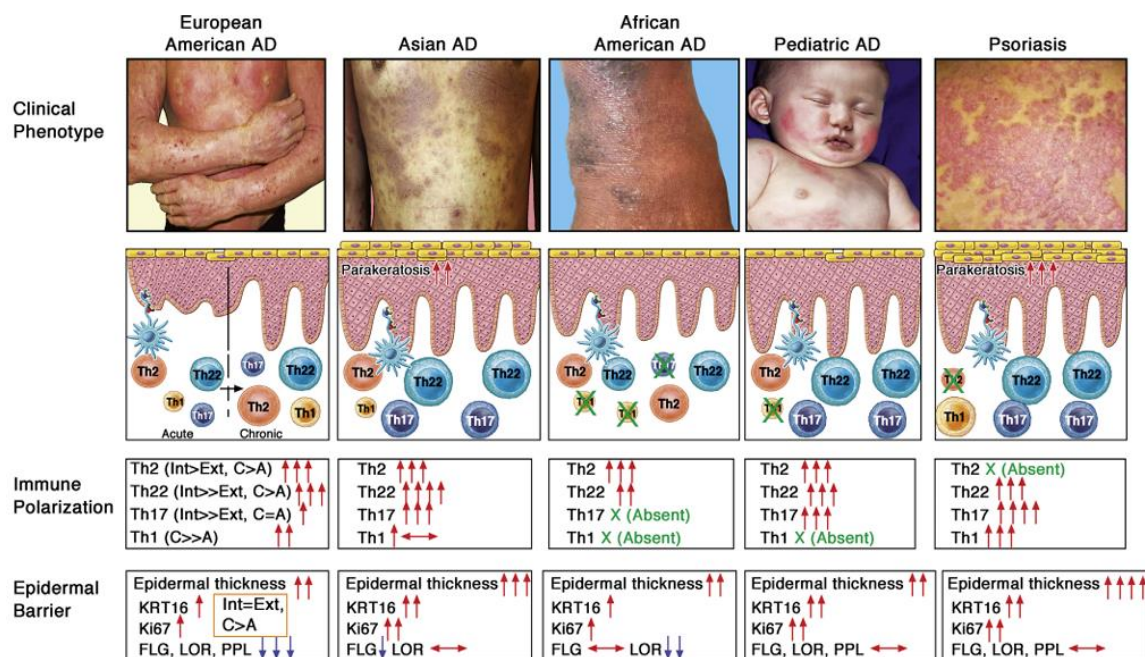 European
American AD
Asian AD
African
American AD
Pediatric AD
Psoriasis
Clinical
Phenotype
Parakeratosis ↑↑
Parakeratosis ↑↑↑
Th2
Th22
Th1
Th17
Acute
Th17
Th22
Th2
Th1
Chronic
Th2
Th22
Th22
Th1
Th17
Th17
Th2
Th22
Th17
Th22
Th1
Th1
Th2
Th2
Th22
Th22
Th1
Th17
Th17
Th2
Th22
Th22
Th1
Th17
Th17
Immune
Polarization
Th2 (Int>Ext, C>A) ↑↑↑
Th22 (Int>>Ext, C>A) ↑↑↑
Th17 (Int>>Ext, C=A) ↑
Th1 (C>>A) ↑↑
Th2 ↑↑↑
Th22 ↑↑↑↑
Th17 ↑↑↑
Th1 ↑ ↔
Th2 ↑↑↑
Th22 ↑↑
Th17 X (Absent)
Th1 X (Absent)
Th2 ↑↑↑
Th22 ↑↑↑
Th17 ↑↑↑
Th1 X (Absent)
Th2 X (Absent)
Th22 ↑↑↑
Th17 ↑↑↑↑
Th1 ↑↑↑
Epidermal
Barrier
Epidermal thickness ↑↑
KRT16 ↑
Ki67 ↑
Int=Ext,
C>A
FLG, LOR, PPL ↓↓↓
Epidermal thickness ↑↑↑
KRT16 ↑↑
Ki67 ↑↑
FLG ↓ LOR ↔
Epidermal thickness ↑↑
KRT16 ↑
Ki67 ↑
FLG ↔ LOR ↓↓
Epidermal thickness ↑↑
KRT16 ↑↑
Ki67 ↑↑
FLG, LOR, PPL ↔
Epidermal thickness ↑↑↑↑
KRT16 ↑↑
Ki67 ↑↑
FLG, LOR, PPL ↔